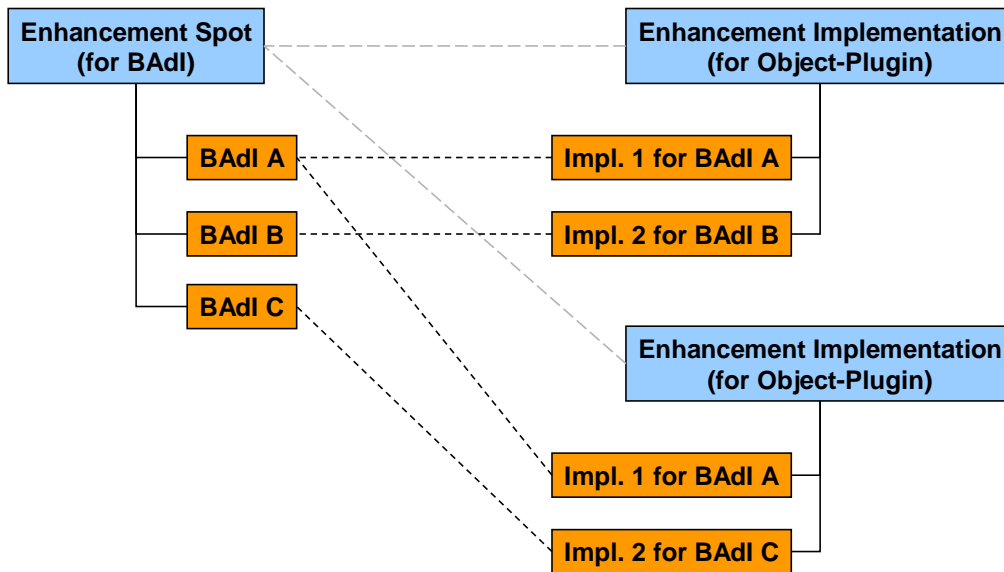 Enhancement Spot
(for BAdI)
Enhancement Implementation
(for Object-Plugin)
BAdI A
Impl. 1 for BAdI A
BAdI B
Impl. 2 for BAdI B
BAdI C
Enhancement Implementation
(for Object-Plugin)
Impl. 1 for BAdI A
Impl. 2 for BAdI C